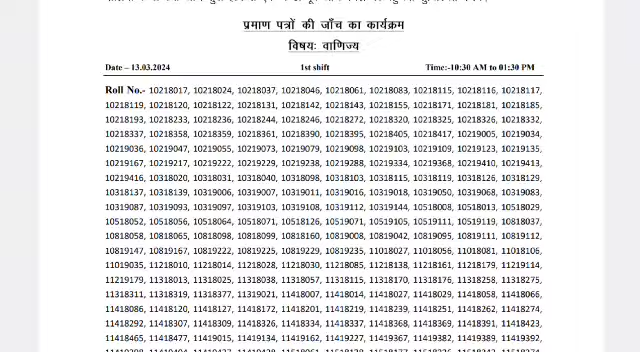 प्रमाण पत्रों की जाँच का कार्यक्रम
विषयः वाणिज्य
Date – 13.03.2024 1st shift Time:-10:30 AM to 01:30 PM
Roll No.- 10218017, 10218024, 10218037, 10218046, 10218061, 10218083, 10218115, 10218116, 10218117,
10218119, 10218120, 10218122, 10218131, 10218142, 10218143, 10218155, 10218171, 10218181, 10218185,
10218193, 10218233, 10218236, 10218244, 10218246, 10218272, 10218320, 10218325, 10218326, 10218332,
10218337, 10218358, 10218359, 10218361, 10218390, 10218395, 10218405, 10218417, 10219005, 10219034,
10219036, 10219047, 10219055, 10219073, 10219079, 10219098, 10219103, 10219109, 10219123, 10219135,
10219167, 10219217, 10219222, 10219229, 10219238, 10219288, 10219334, 10219368, 10219410, 10219413,
10219416, 10318020, 10318031, 10318040, 10318098, 10318103, 10318115, 10318119, 10318126, 10318129,
10318137, 10318139, 10319006, 10319007, 10319011, 10319016, 10319018, 10319050, 10319068, 10319083,
10319087, 10319093, 10319097, 10319103, 10319108, 10319112, 10319144, 10518008, 10518013, 10518029,
10518052, 10518056, 10518064, 10518071, 10518126, 10519071, 10519105, 10519111, 10519119, 10818037,
10818058, 10818065, 10818098, 10818099, 10818160, 10819008, 10819042, 10819095, 10819111, 10819112,
10819147, 10819167, 10819222, 10819225, 10819229, 10819235, 11018027, 11018056, 11018081, 11018106,
11019035, 11218010, 11218014, 11218028, 11218030, 11218085, 11218138, 11218161, 11218179, 11219114,
11219179, 11318013, 11318025, 11318038, 11318057, 11318115, 11318170, 11318176, 11318258, 11318275,
11318311, 11318319, 11318377, 11319021, 11418007, 11418014, 11418027, 11418029, 11418058, 11418066,
11418086, 11418120, 11418127, 11418172, 11418201, 11418219, 11418239, 11418251, 11418262, 11418274,
11418292, 11418307, 11418309, 11418326, 11418334, 11418337, 11418368, 11418369, 11418391, 11418423,
11418465, 11418477, 11419015, 11419134, 11419162, 11419227, 11419367, 11419382, 11419389, 11419392,